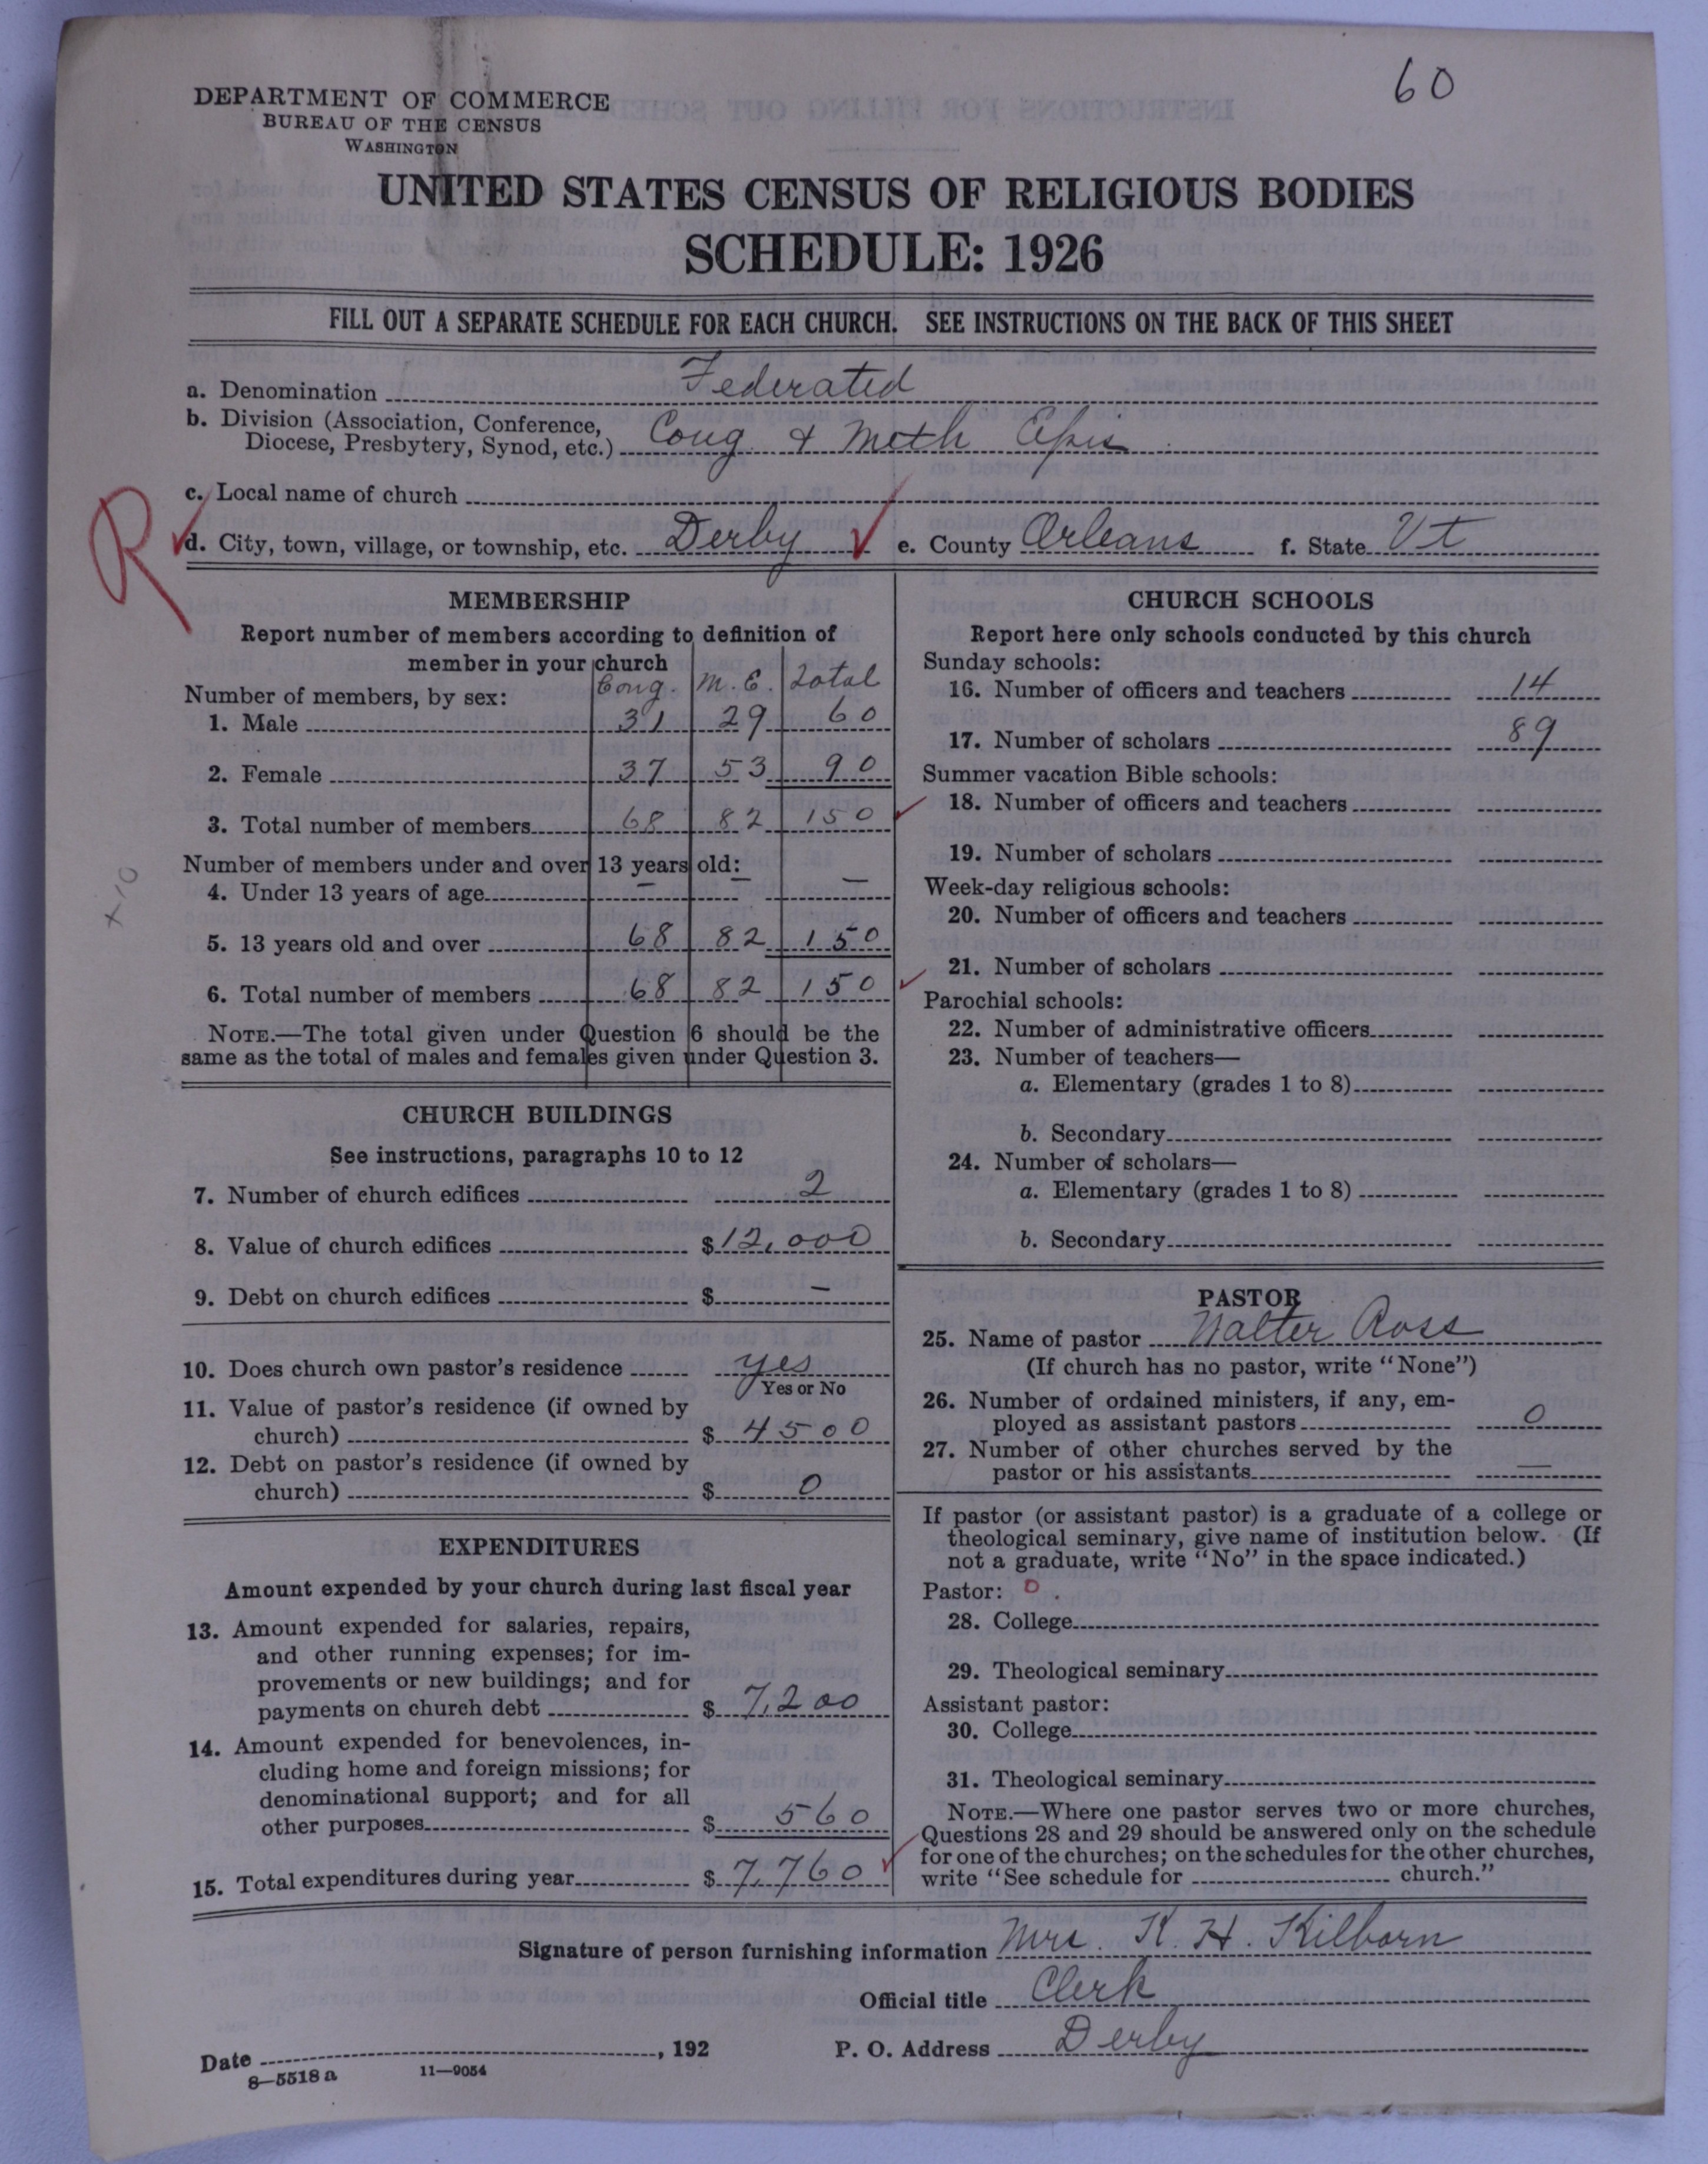 60
DEPARTMENT OF COMMERCE
BUREAU OF THE CENSUS
WASHINGTON
UNITED STATES CENSUS OF RELIGIOUS BODIES
SCHEDULE: 1926
FILL OUT A SEPARATE SCHEDULE FOR EACH CHURCH. SEE INSTRUCTIONS ON THE BACK OF THIS SHEET
a. Denomination Federated
b. Division (Association, Conference,
Diocese, Presbytery, Synod, etc.) Cong. & Meth Epis
c. Local name of church
R
d. City, town, village, or township, etc. Derby e. County Orleans f. State Vt
MEMBERSHIP
Report number of members according to definition of
member in your church
Number of members, by sex: Cong. M.E. Total
1. Male 31 29 60
2. Female 37 53 90
3. Total number of members 68 82 150
Number of members under and over 13 years old:
4. Under 13 years of age — — —
5. 13 years old and over 68 82 150
6. Total number of members 68 82 150
NOTE.—The total given under Question 6 should be the
same as the total of males and females given under Question 3.
CHURCH BUILDINGS
See instructions, paragraphs 10 to 12
7. Number of church edifices 2
8. Value of church edifices $12,000
9. Debt on church edifices $ —
10. Does church own pastor's residence yes
Yes or No
11. Value of pastor's residence (if owned by
church) $ 4500
12. Debt on pastor's residence (if owned by
church) $ 0
EXPENDITURES
Amount expended by your church during last fiscal year
13. Amount expended for salaries, repairs,
and other running expenses; for im-
provements or new buildings; and for
payments on church debt $ 7,200
14. Amount expended for benevolences, in-
cluding home and foreign missions; for
denominational support; and for all
other purposes $ 560
15. Total expenditures during year $ 7,760
CHURCH SCHOOLS
Report here only schools conducted by this church
Sunday schools:
16. Number of officers and teachers 14
17. Number of scholars 89
Summer vacation Bible schools:
18. Number of officers and teachers
19. Number of scholars
Week-day religious schools:
20. Number of officers and teachers
21. Number of scholars
Parochial schools:
22. Number of administrative officers
23. Number of teachers—
a. Elementary (grades 1 to 8)
b. Secondary
24. Number of scholars—
a. Elementary (grades 1 to 8)
b. Secondary
PASTOR
25. Name of pastor Walter Ross
(If church has no pastor, write "None")
26. Number of ordained ministers, if any, em-
ployed as assistant pastors 0
27. Number of other churches served by the
pastor or his assistants —
If pastor (or assistant pastor) is a graduate of a college or
theological seminary, give name of institution below. (If
not a graduate, write "No" in the space indicated.)
Pastor: 0.
28. College
29. Theological seminary
Assistant pastor:
30. College
31. Theological seminary
NOTE.—Where one pastor serves two or more churches,
Questions 28 and 29 should be answered only on the schedule
for one of the churches; on the schedules for the other churches,
write "See schedule for church."
Signature of person furnishing information Mrs. K. H. Kilborn
Official title Clerk
Date , 192 P. O. Address Derby
8—5518 a 11—9054